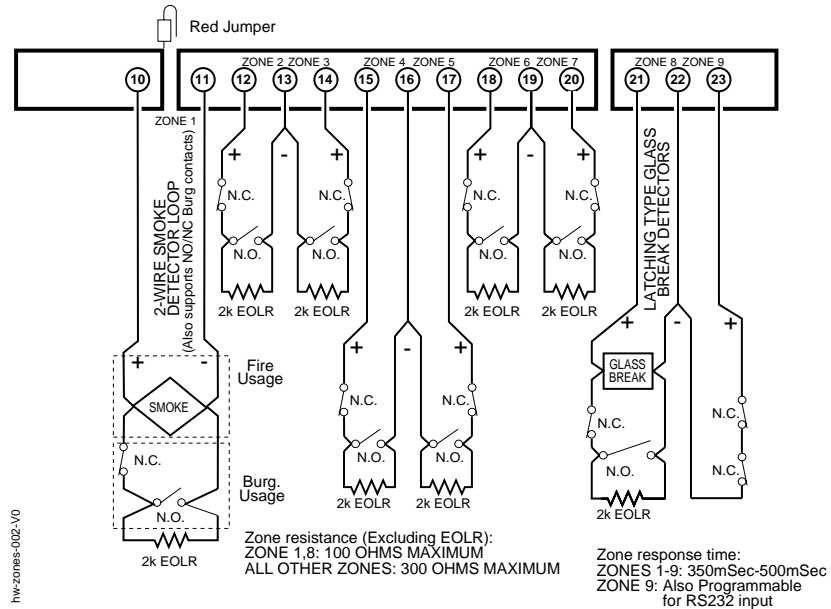 Red Jumper
ZONE 2 ZONE 3
ZONE 4 ZONE 5
ZONE 6 ZONE 7
ZONE 8 ZONE 9
10
11
12
13
14
15
16
17
18
19
20
21
22
23
ZONE 1
2-WIRE SMOKE
DETECTOR LOOP
(Also supports NO/NC Burg contacts)
+
-
+
N.C.
N.C.
N.O.
N.O.
2k EOLR
2k EOLR
+
-
+
N.C.
N.C.
N.O.
N.O.
2k EOLR
2k EOLR
+
-
+
N.C.
N.C.
N.O.
N.O.
2k EOLR
2k EOLR
LATCHING TYPE GLASS
BREAK DETECTORS
+
-
+
GLASS
BREAK
N.C.
N.O.
2k EOLR
N.C.
N.C.
+
-
Fire
Usage
SMOKE
N.C.
Burg.
Usage
N.O.
2k EOLR
Zone resistance (Excluding EOLR):
ZONE 1,8: 100 OHMS MAXIMUM
ALL OTHER ZONES: 300 OHMS MAXIMUM
Zone response time:
ZONES 1-9: 350mSec-500mSec
ZONE 9: Also Programmable
for RS232 input
hw-zones-002-V0